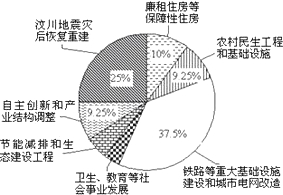 汶川地震灾
后恢复重建
廉租住房等
保障性住房
农村民生工程
和基础设施
25%
10%
9.25%
自主创新和产
业结构调整
9.25%
37.5%
节能减排和生
态建设工程
卫生、教育等社
会事业发展
铁路等重大基础设施
建设和城市电网改造